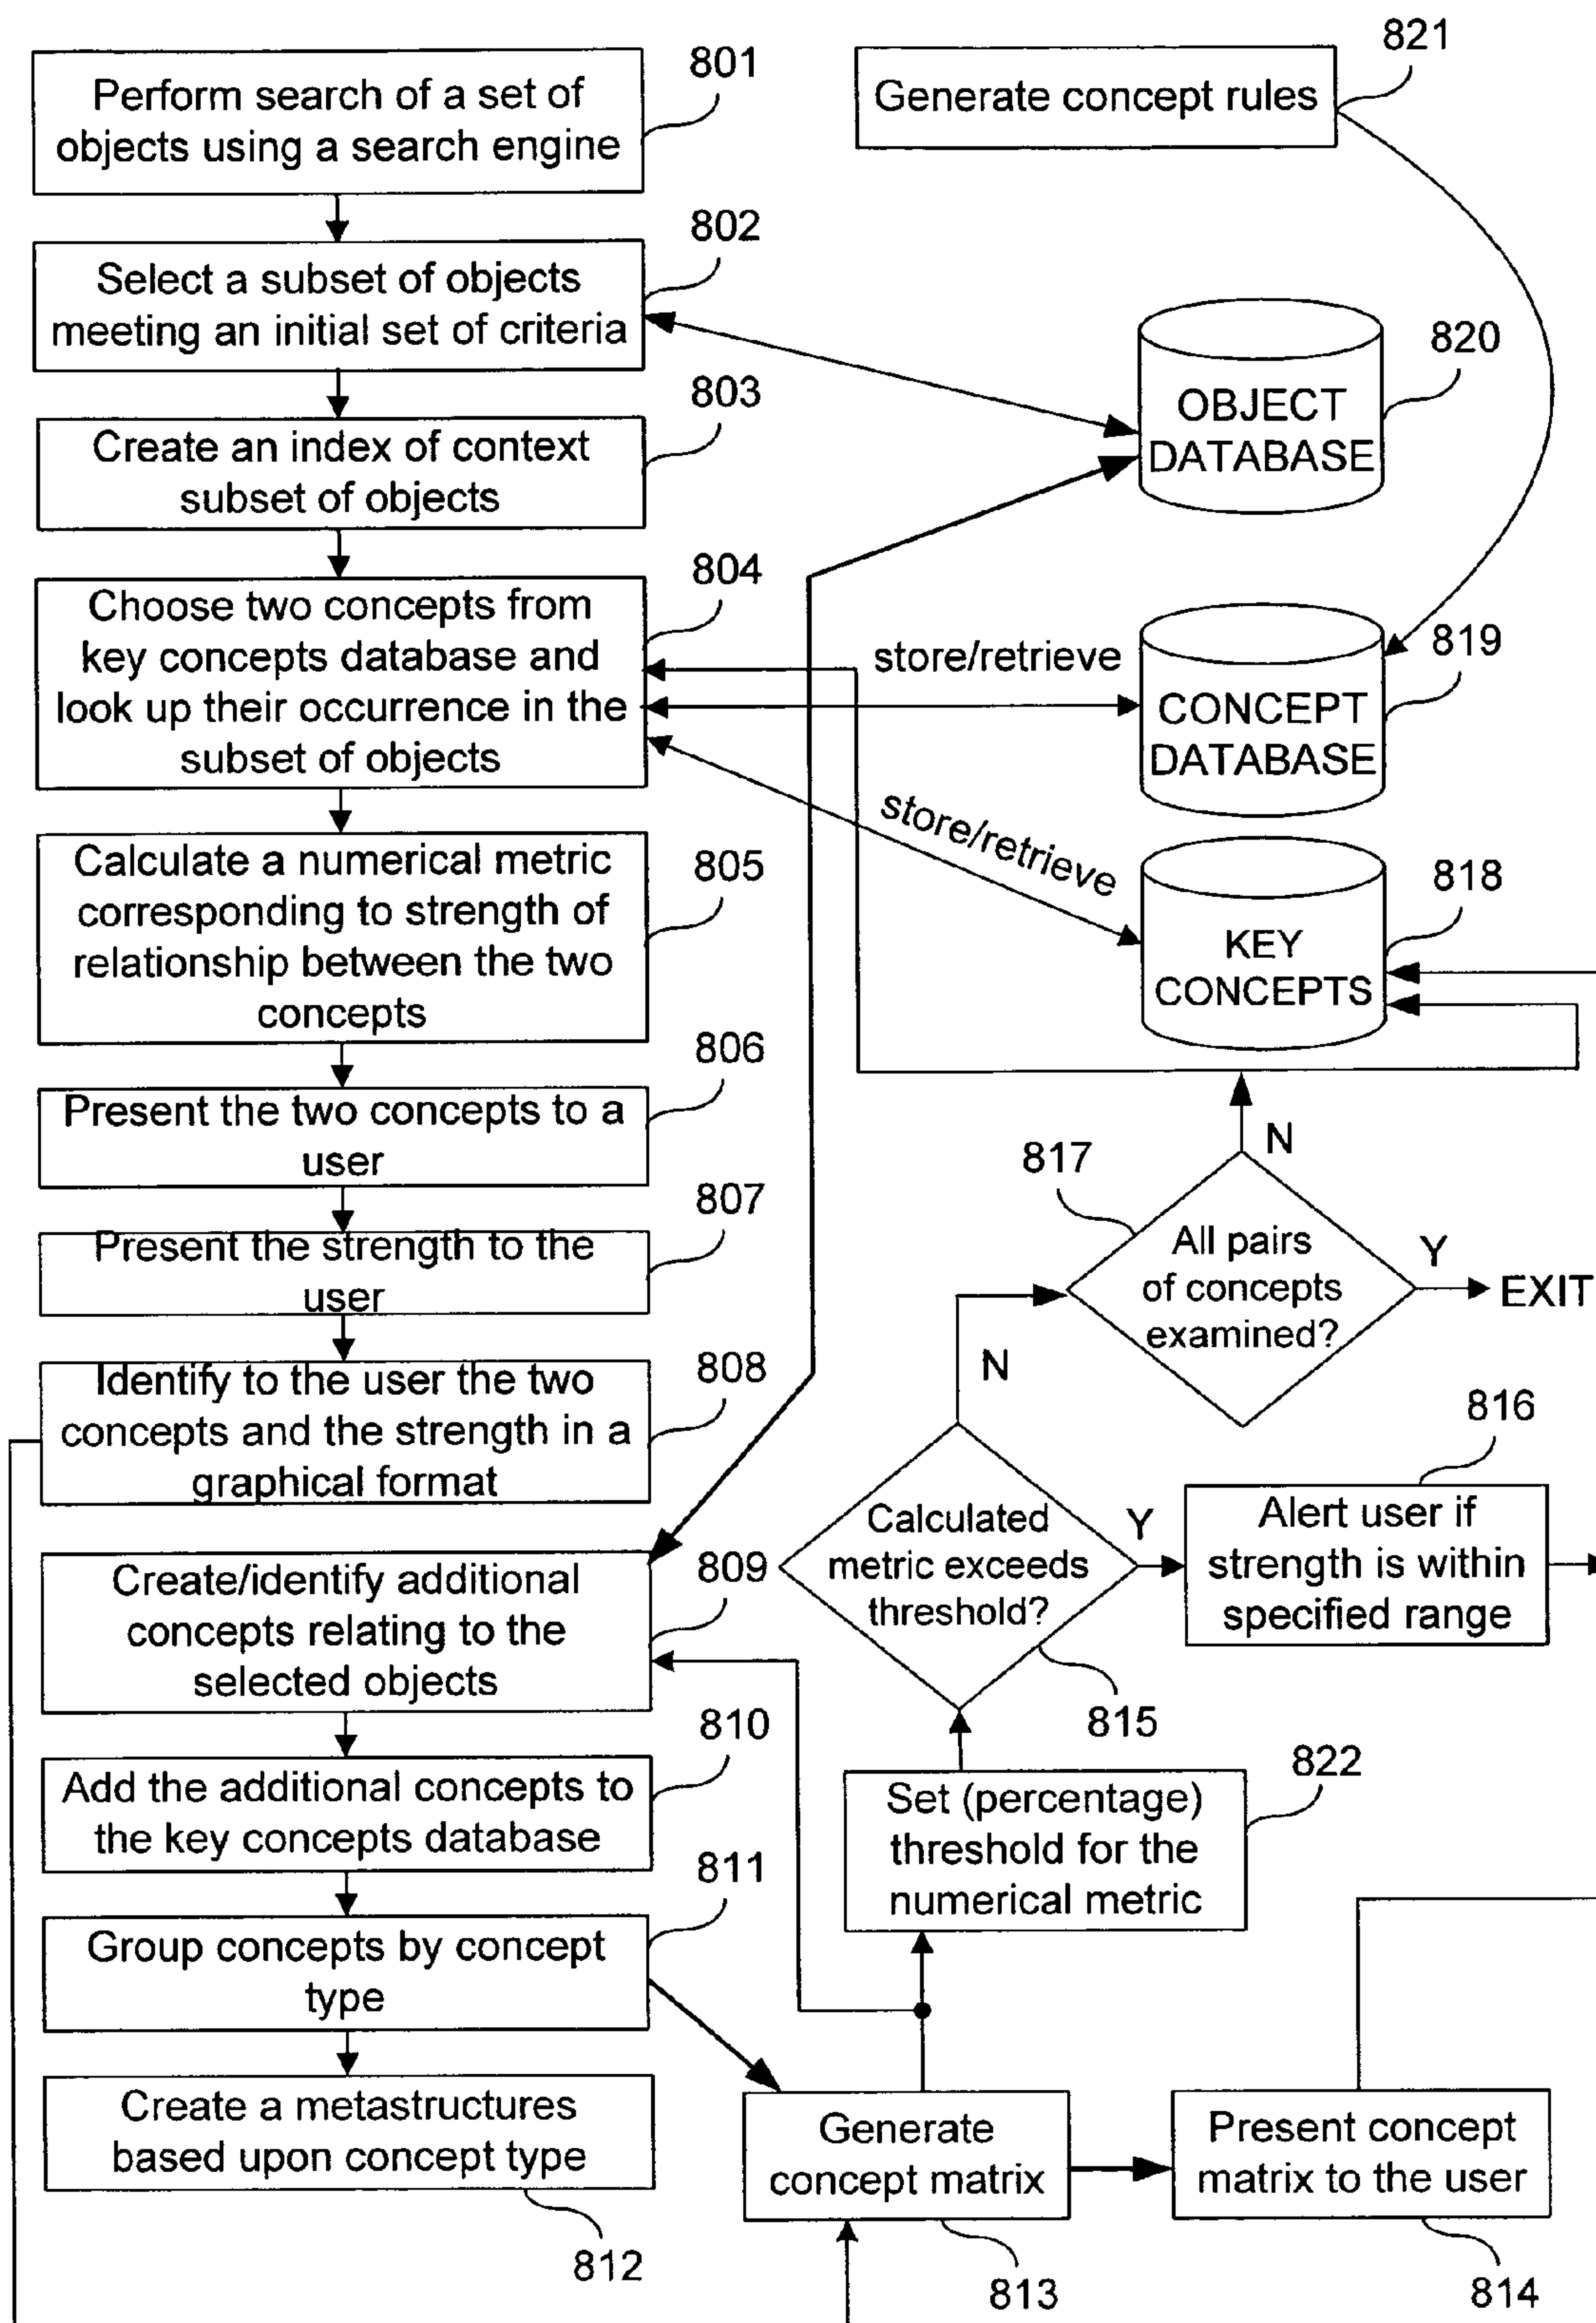 801
Perform search of a set of
objects using a search engine
802
Select a subset of objects
meeting an initial set of criteria
803
Create an index of context
subset of objects
804
Choose two concepts from
key concepts database and
look up their occurrence in the
subset of objects
805
Calculate a numerical metric
corresponding to strength of
relationship between the two
concepts
806
Present the two concepts to a
user
807
Present the strength to the
user
808
Identify to the user the two
concepts and the strength in a
graphical format
809
Create/identify additional
concepts relating to the
selected objects
810
Add the additional concepts to
the key concepts database
811
Group concepts by concept
type
Create a metastructures
based upon concept type
812
821
Generate concept rules
820
OBJECT
DATABASE
819
store/retrieve
CONCEPT
DATABASE
store/retrieve
818
KEY
CONCEPTS
N
817
All pairs
of concepts
examined?
Y
EXIT
N
816
Calculated
metric exceeds
threshold?
Y
Alert user if
strength is within
specified range
815
822
Set (percentage)
threshold for the
numerical metric
Generate
concept matrix
813
Present concept
matrix to the user
814